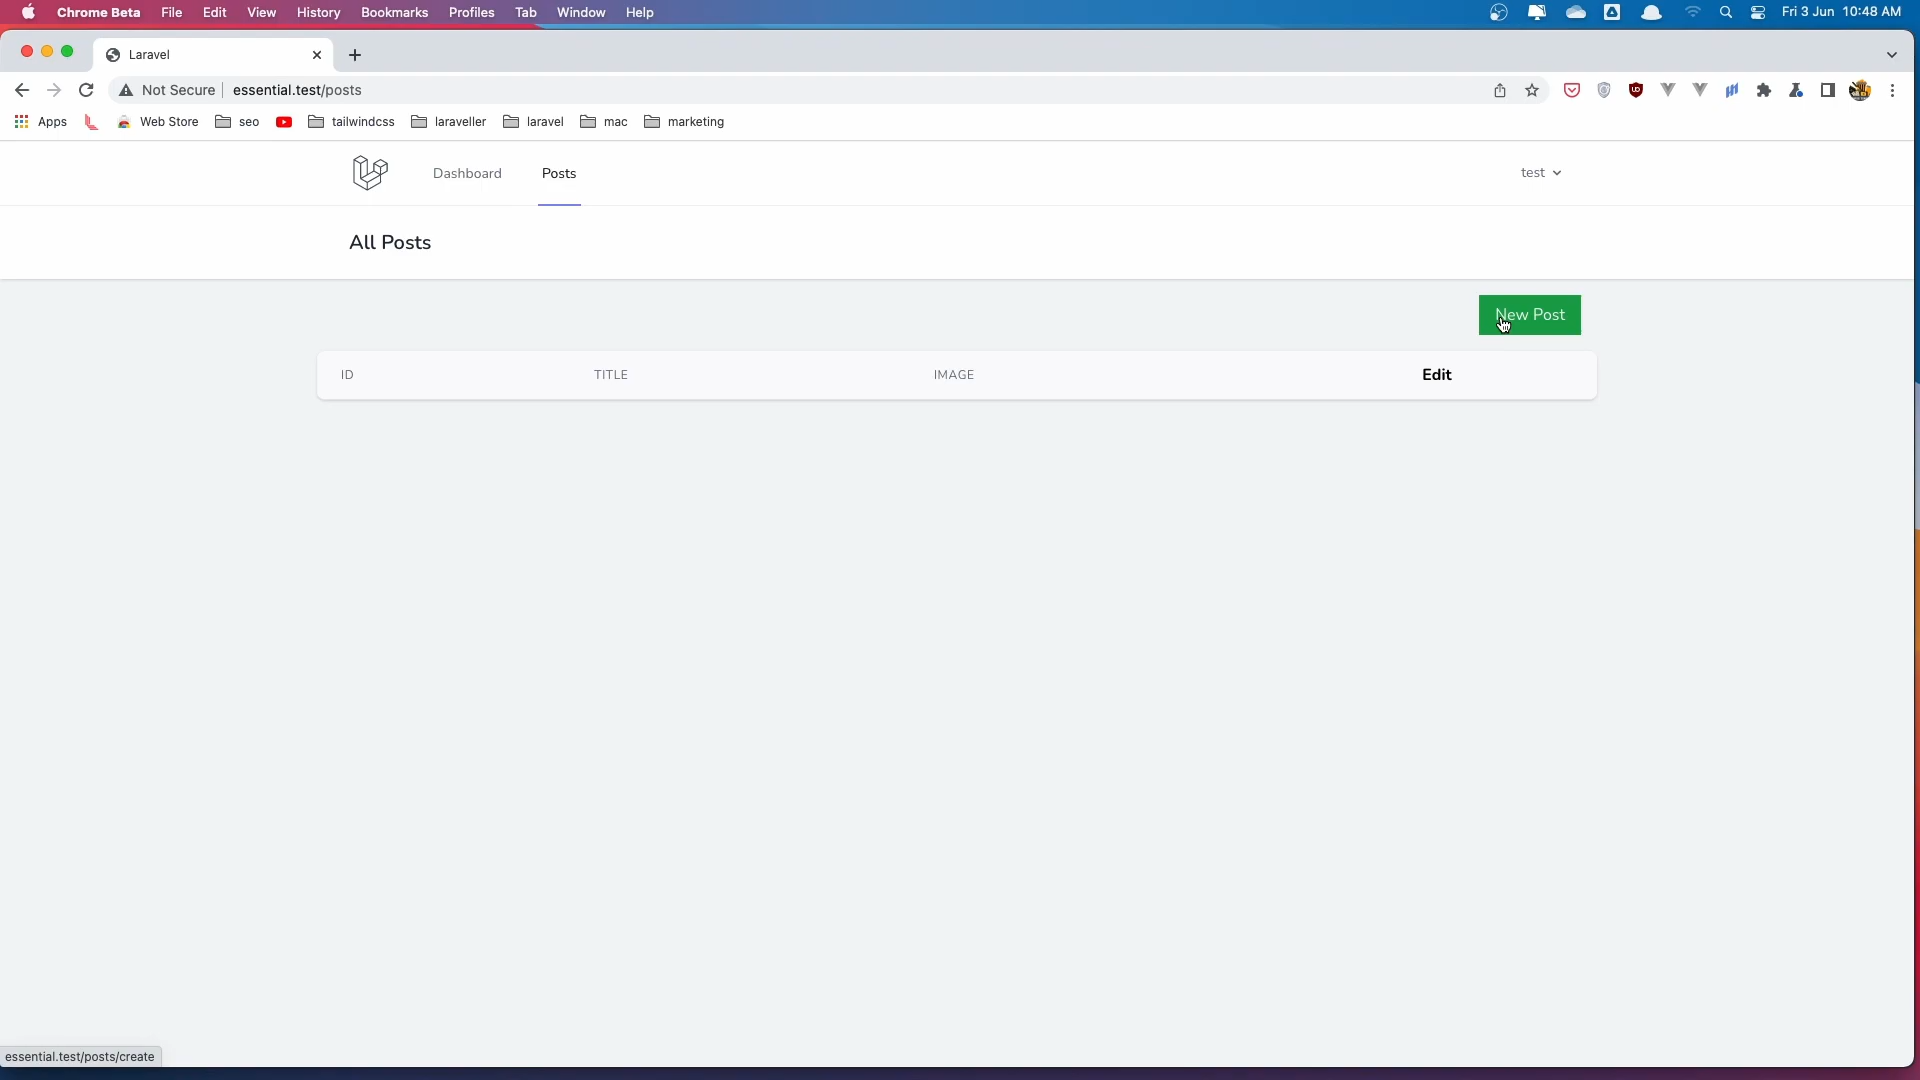 Chrome Beta File Edit View History Bookmarks Profiles Tab Window Help Fri 3 Jun 10:48 AM
Laravel
Not Secure essential.test/posts
Apps Web Store seo tailwindcss laraveller laravel mac marketing
Dashboard Posts test
All Posts
New Post
ID TITLE IMAGE Edit
essential.test/posts/create